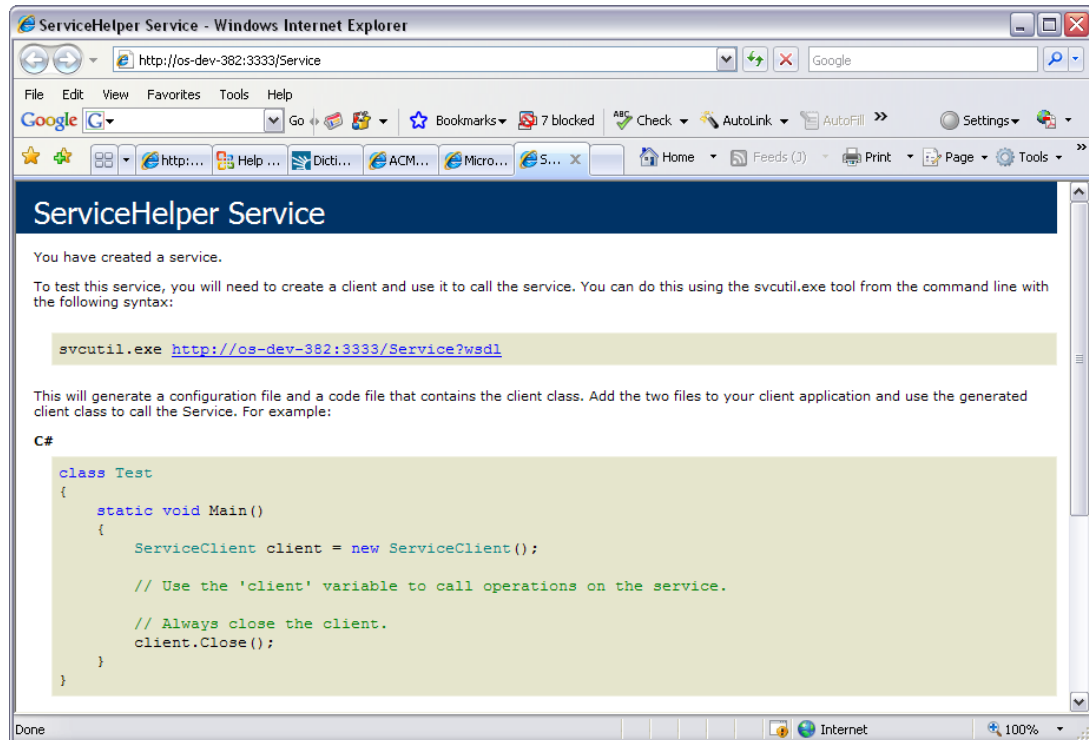 ServiceHelper Service - Windows Internet Explorer
http://os-dev-382:3333/Service
Google
File Edit View Favorites Tools Help
Google G Go Bookmarks 7 blocked ABC Check AutoLink AutoFill >> Settings
http:... Help ... Dicti... ACM... Micro... S... X Home Feeds (J) Print Page Tools >>
ServiceHelper Service
You have created a service.
To test this service, you will need to create a client and use it to call the service. You can do this using the svcutil.exe tool from the command line with
the following syntax:
svcutil.exe http://os-dev-382:3333/Service?wsdl
This will generate a configuration file and a code file that contains the client class. Add the two files to your client application and use the generated
client class to call the Service. For example:
C#
class Test
{
static void Main()
{
ServiceClient client = new ServiceClient();
// Use the 'client' variable to call operations on the service.
// Always close the client.
client.Close();
}
}
Done Internet 100%